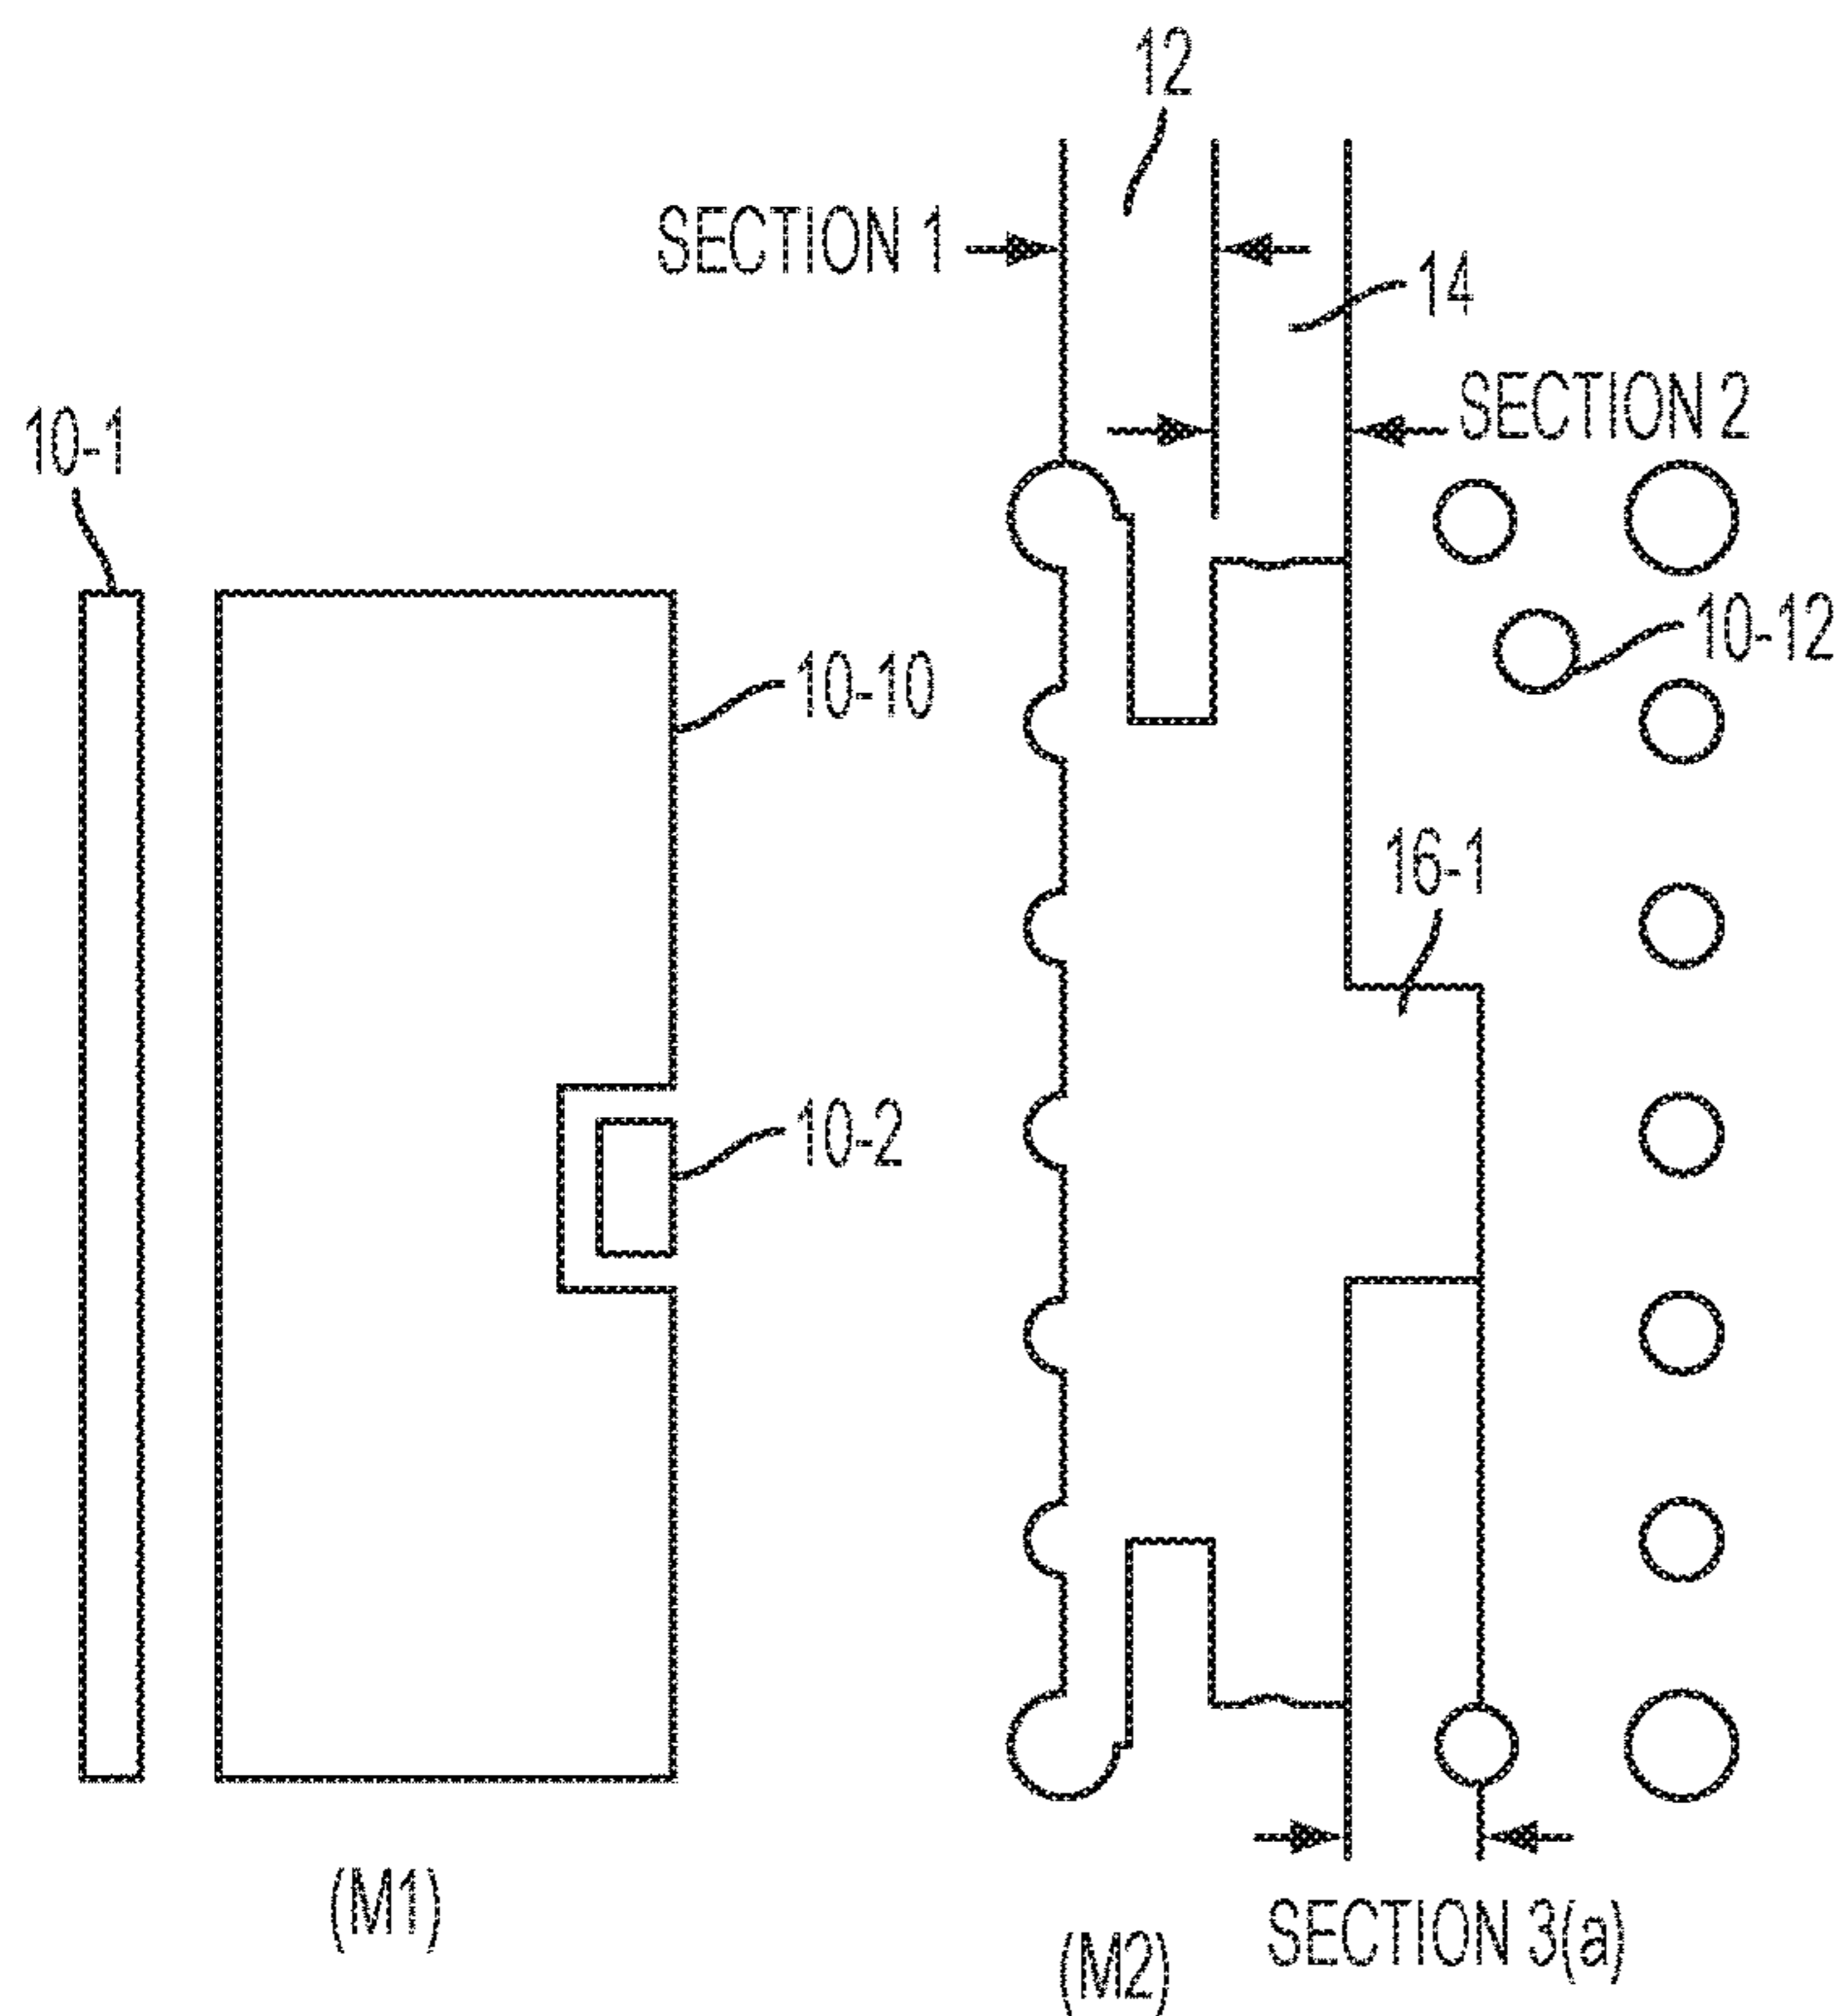 12
SECTION 1
14
SECTION 2
10-1
10-12
10-10
16-1
10-2
(M1)
(M2)
SECTION 3(a)